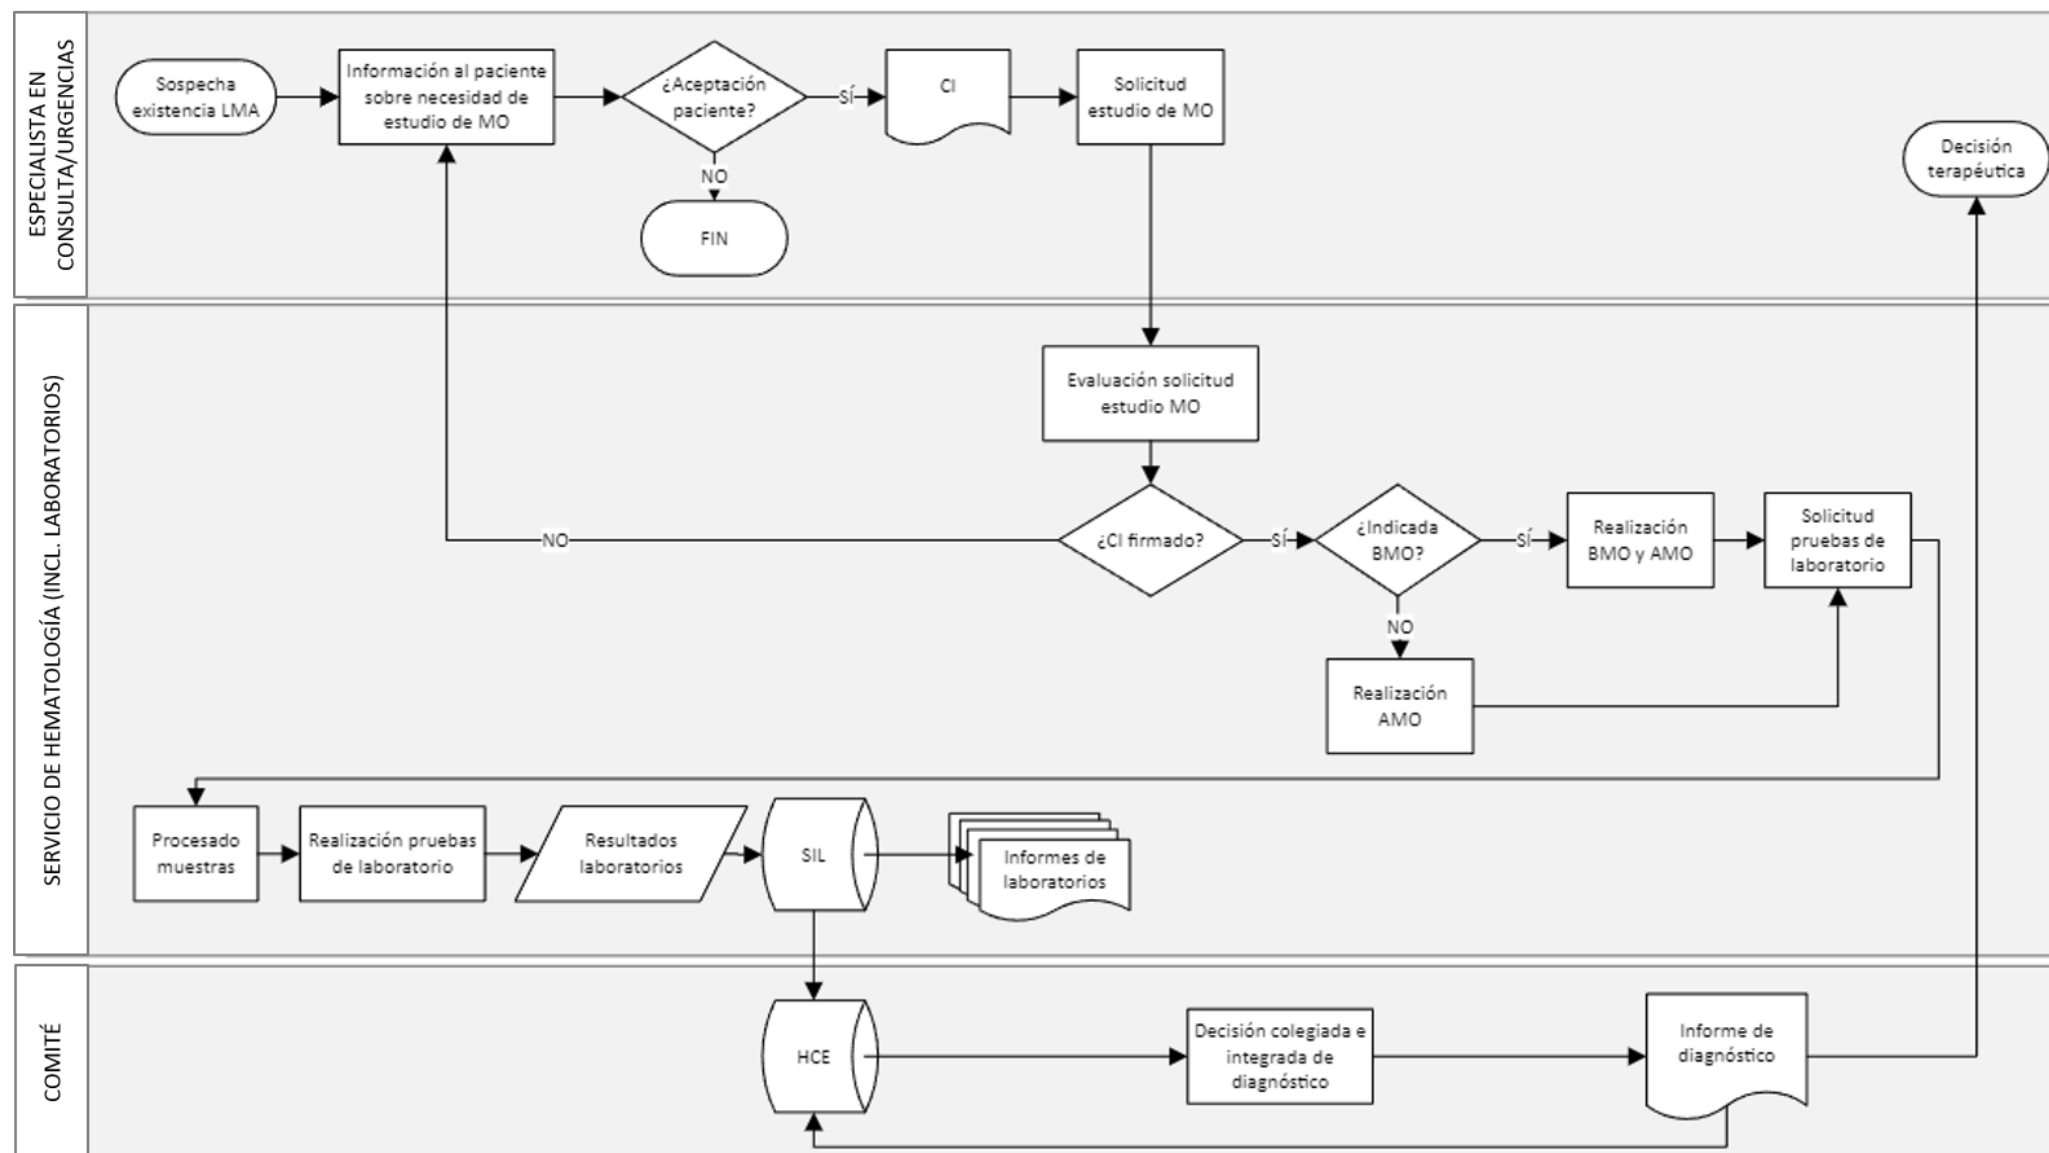 ESPECIALISTA EN
CONSULTA/URGENCIAS
Sospecha
existencia LMA
Información al paciente
sobre necesidad de
estudio de MO
¿Aceptación
paciente?
SÍ
NO
FIN
CI
Solicitud
estudio de MO
Decisión
terapéutica
SERVICIO DE HEMATOLOGÍA (INCL. LABORATORIOS)
Evaluación solicitud
estudio MO
¿CI firmado?
NO
SÍ
¿Indicada
BMO?
SÍ
NO
Realización
BMO y AMO
Solicitud
pruebas de
laboratorio
Realización
AMO
Procesado
muestras
Realización pruebas
de laboratorio
Resultados
laboratorios
SIL
Informes de
laboratorios
COMITÉ
HCE
Decisión colegiada e
integrada de
diagnóstico
Informe de
diagnóstico